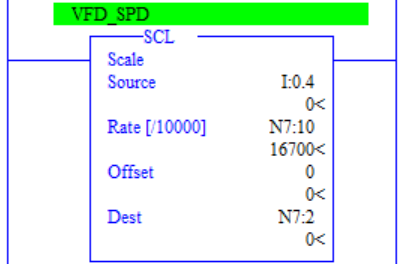 VFD_SPD
SCL
Scale
Source I:0.4
0<
Rate [/10000] N7:10
16700<
Offset 0
0<
Dest N7:2
0<